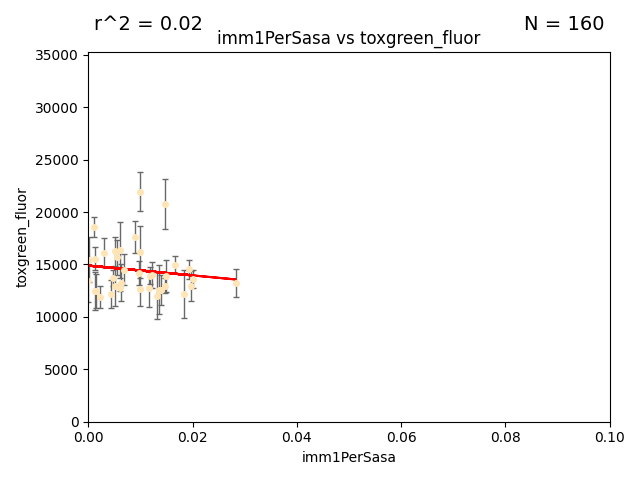 r^2 = 0.02
N = 160
imm1PerSasa vs toxgreen_fluor
35000
30000
25000
20000
15000
10000
5000
0
toxgreen_fluor
0.00
0.02
0.04
0.06
0.08
0.10
imm1PerSasa